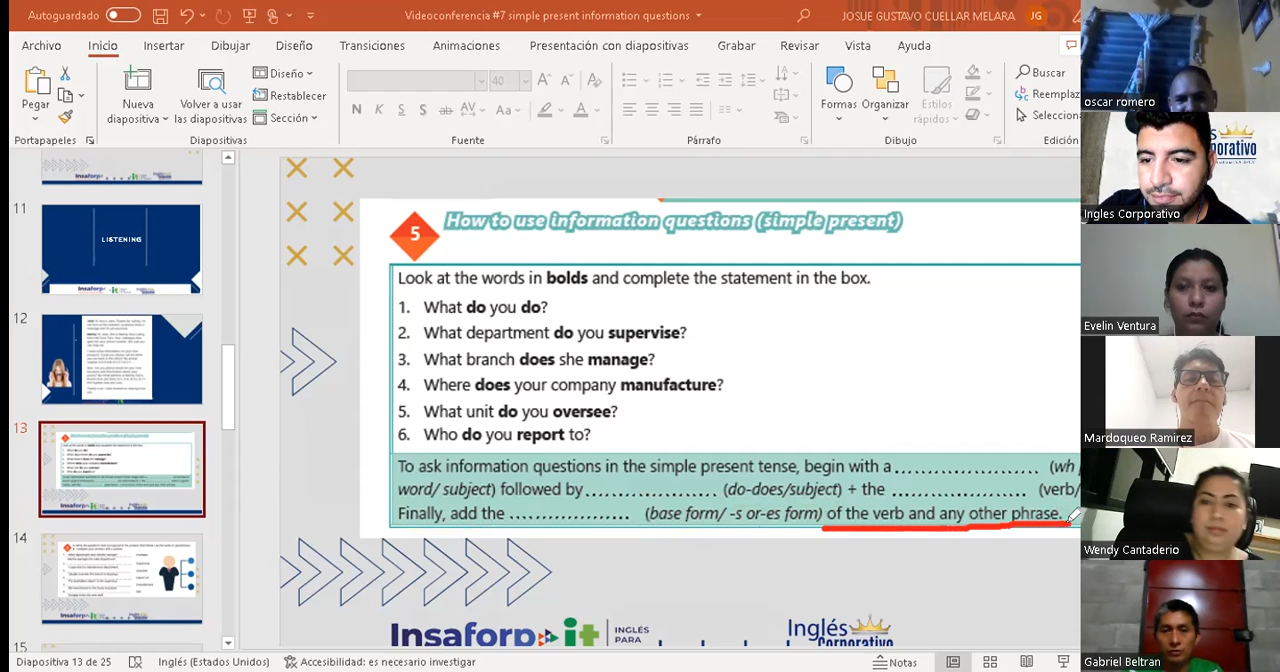 Autoguardado
Videoconferencia #7 simple present information questions
JOSUE GUSTAVO CUELLAR MELARA
JG
Archivo
Inicio
Insertar
Dibujar
Diseño
Transiciones
Animaciones
Presentación con diapositivas
Grabar
Revisar
Vista
Ayuda
Pegar
Nueva diapositiva
Volver a usar las diapositivas
Diseño
Restablecer
Sección
40
N K S S ab AV Aa A
Formas
Organizar
Estilos rápidos
Buscar
Reemplaz
Seleccion
Portapapeles
Diapositivas
Fuente
Párrafo
Dibujo
Edición
11
LISTENING
12
13
14
15
5
How to use information questions (simple present)
Look at the words in bolds and complete the statement in the box.
1. What do you do?
2. What department do you supervise?
3. What branch does she manage?
4. Where does your company manufacture?
5. What unit do you oversee?
6. Who do you report to?
To ask information questions in the simple present tense, begin with a ........................ (wh
word/ subject) followed by ...................... (do-does/subject) + the ...................... (verb/
Finally, add the .................... (base form/ -s or-es form) of the verb and any other phrase.
Insaforp it INGLÉS PARA
Inglés Corporativo
Diapositiva 13 de 25
Inglés (Estados Unidos)
Accesibilidad: es necesario investigar
Notas
oscar romero
s
orporativo
Ingles Corporativo
Evelin Ventura
Mardoqueo Ramirez
Wendy Cantaderio
Gabriel Beltran